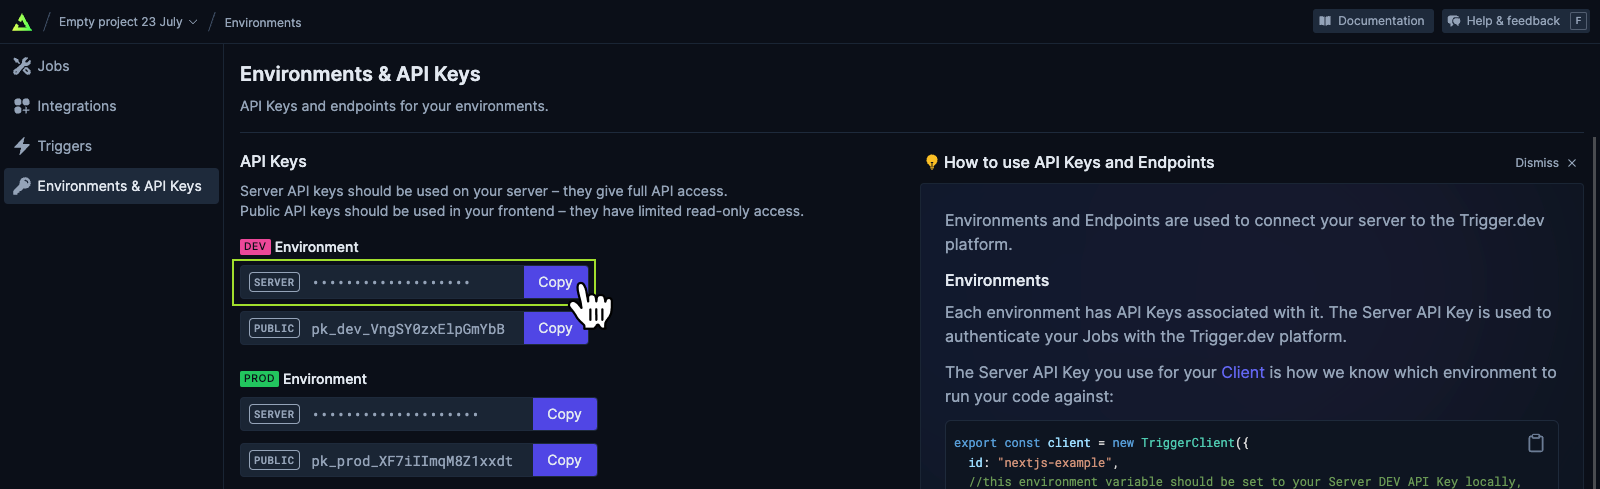 Empty project 23 July
Environments
Documentation
Help & feedback
F
Jobs
Integrations
Triggers
Environments & API Keys
Environments & API Keys
API Keys and endpoints for your environments.
API Keys
Server API keys should be used on your server – they give full API access.
Public API keys should be used in your frontend – they have limited read-only access.
DEV Environment
SERVER •••••••••••••••••• Copy
PUBLIC pk_dev_VngSY0zxElpGmYbB Copy
PROD Environment
SERVER •••••••••••••••••••• Copy
PUBLIC pk_prod_XF7iIImqM8Z1xxdt Copy
How to use API Keys and Endpoints
Dismiss
Environments and Endpoints are used to connect your server to the Trigger.dev
platform.
Environments
Each environment has API Keys associated with it. The Server API Key is used to
authenticate your Jobs with the Trigger.dev platform.
The Server API Key you use for your Client is how we know which environment to
run your code against:
export const client = new TriggerClient({
id: "nextjs-example",
//this environment variable should be set to your Server DEV API Key locally,